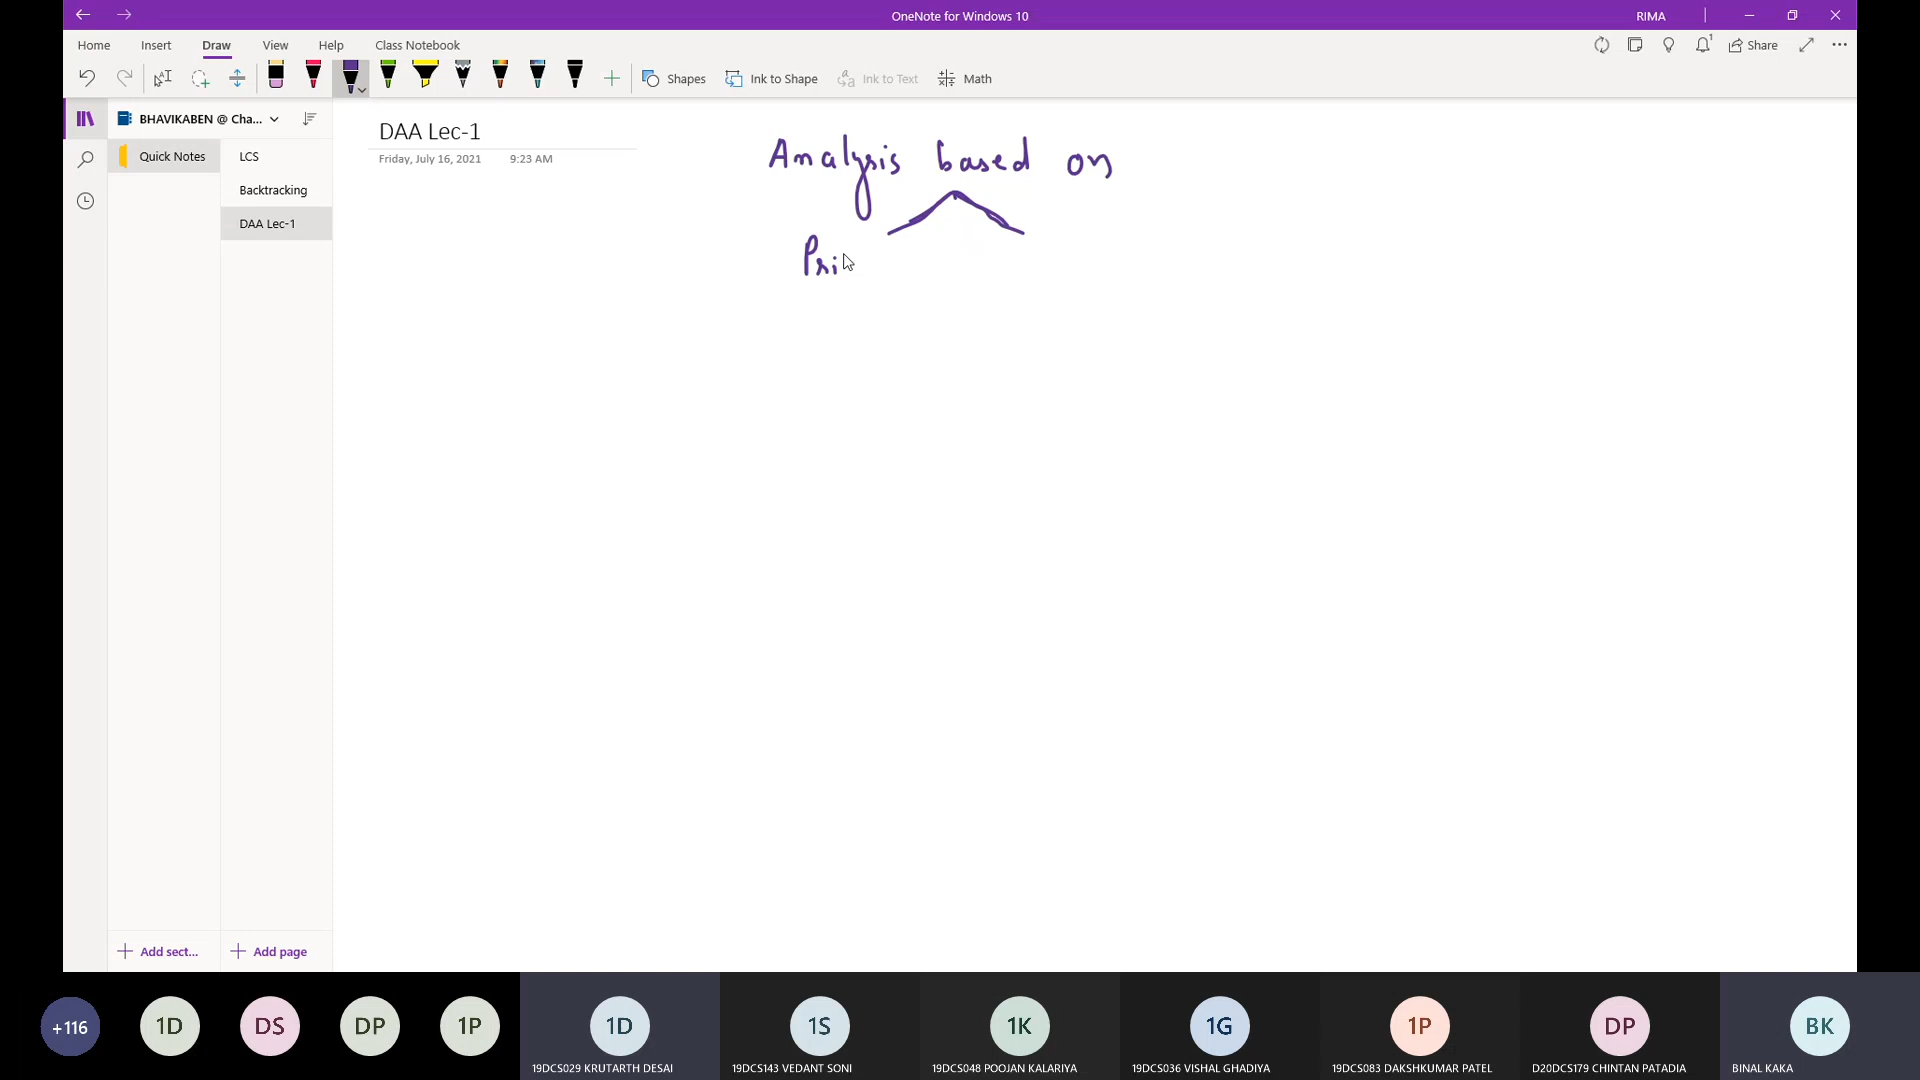 OneNote for Windows 10
RIMA
Home Insert Draw View Help Class Notebook
1
Share
Shapes Ink to Shape Ink to Text Math
BHAVIKABEN @ Cha...
Quick Notes
LCS
Backtracking
DAA Lec-1
DAA Lec-1
Friday, July 16, 2021 9:23 AM
Analysis based on
Pri
Add sect... Add page
+116 1D DS DP 1P 1D 1S 1K 1G 1P DP BK
19DCS029 KRUTARTH DESAI 19DCS143 VEDANT SONI 19DCS048 POOJAN KALARIYA 19DCS036 VISHAL GHADIYA 19DCS083 DAKSHKUMAR PATEL D20DCS179 CHINTAN PATADIA BINAL KAKA